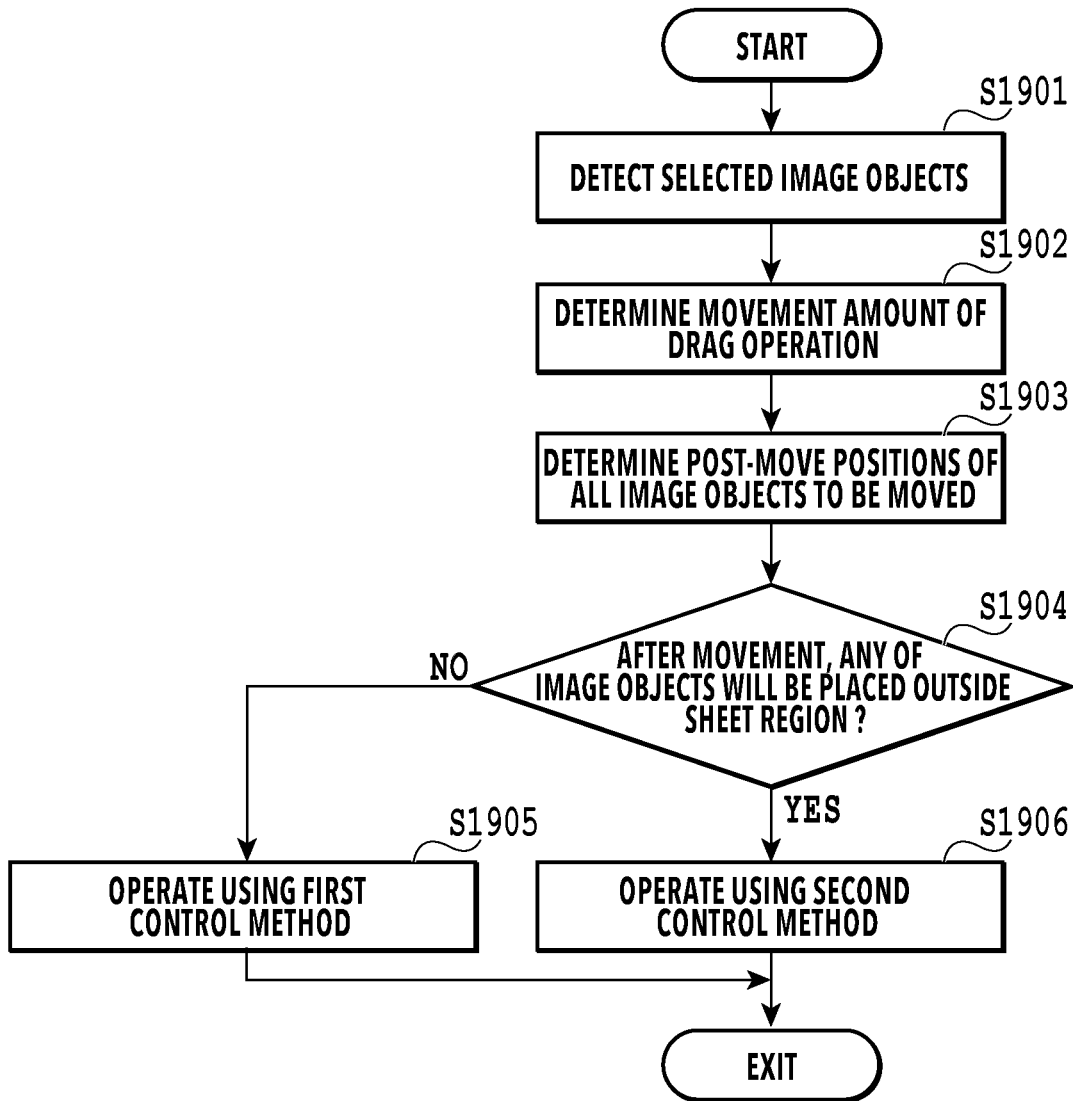 START
S1901
DETECT SELECTED IMAGE OBJECTS
S1902
DETERMINE MOVEMENT AMOUNT OF
DRAG OPERATION
S1903
DETERMINE POST-MOVE POSITIONS OF
ALL IMAGE OBJECTS TO BE MOVED
S1904
AFTER MOVEMENT, ANY OF
IMAGE OBJECTS WILL BE PLACED OUTSIDE
SHEET REGION ?
NO
YES
S1905
OPERATE USING FIRST
CONTROL METHOD
S1906
OPERATE USING SECOND
CONTROL METHOD
EXIT